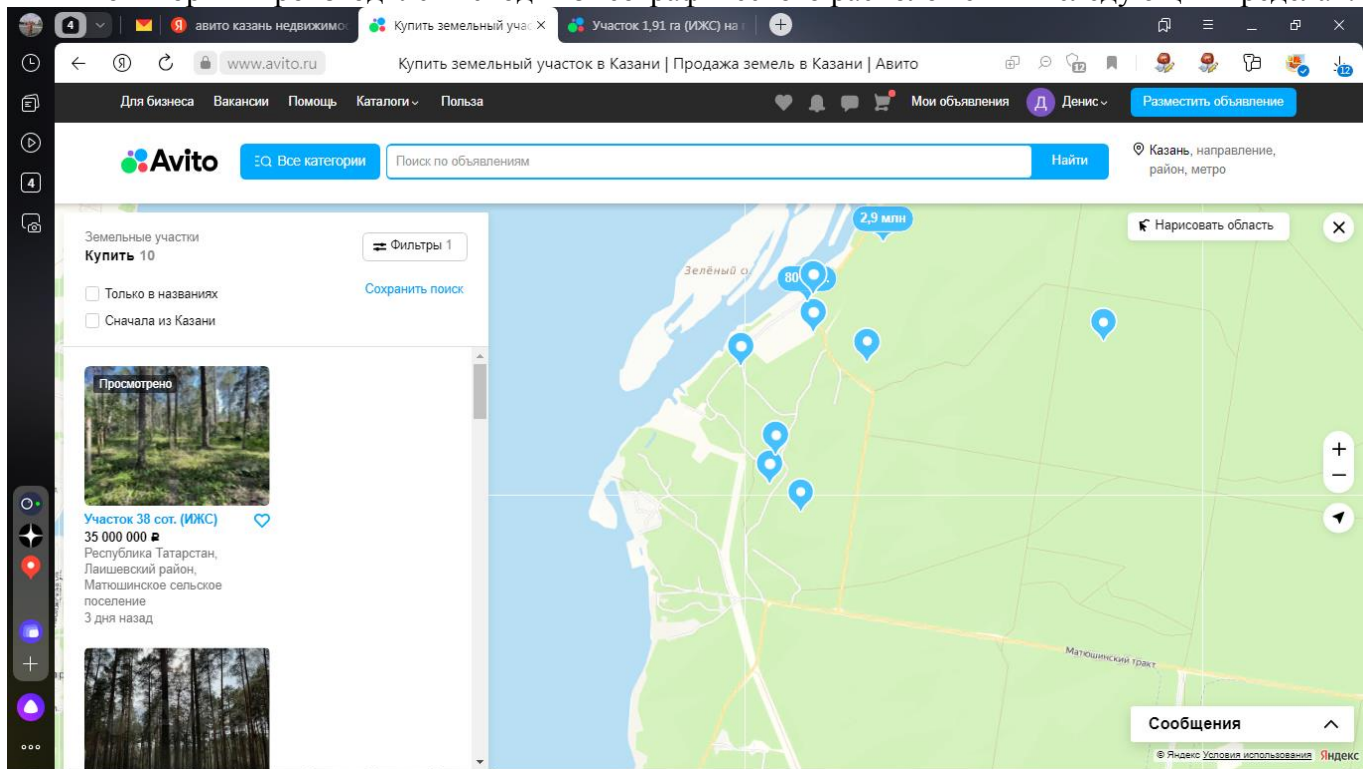 4
авито казань недвижимос
Купить земельный учас
Участок 1,91 га (ИЖС) на
www.avito.ru
Купить земельный участок в Казани | Продажа земель в Казани | Авито
12
12
Для бизнеса Вакансии Помощь Каталоги Польза
Мои объявления Д Денис Разместить объявление
Avito
Все категории
Поиск по объявлениям
Найти
Казань, направление,
район, метро
4
Земельные участки
Купить 10
Фильтры 1
Только в названиях
Сохранить поиск
Сначала из Казани
2,9 млн
Нарисовать область
Зелёный о.
80
Просмотрено
Участок 38 сот. (ИЖС)
35 000 000 ₽
Республика Татарстан,
Лаишевский район,
Матюшинское сельское
поселение
3 дня назад
Матюшинский тракт
Сообщения
© Яндекс Условия использования Яндекс